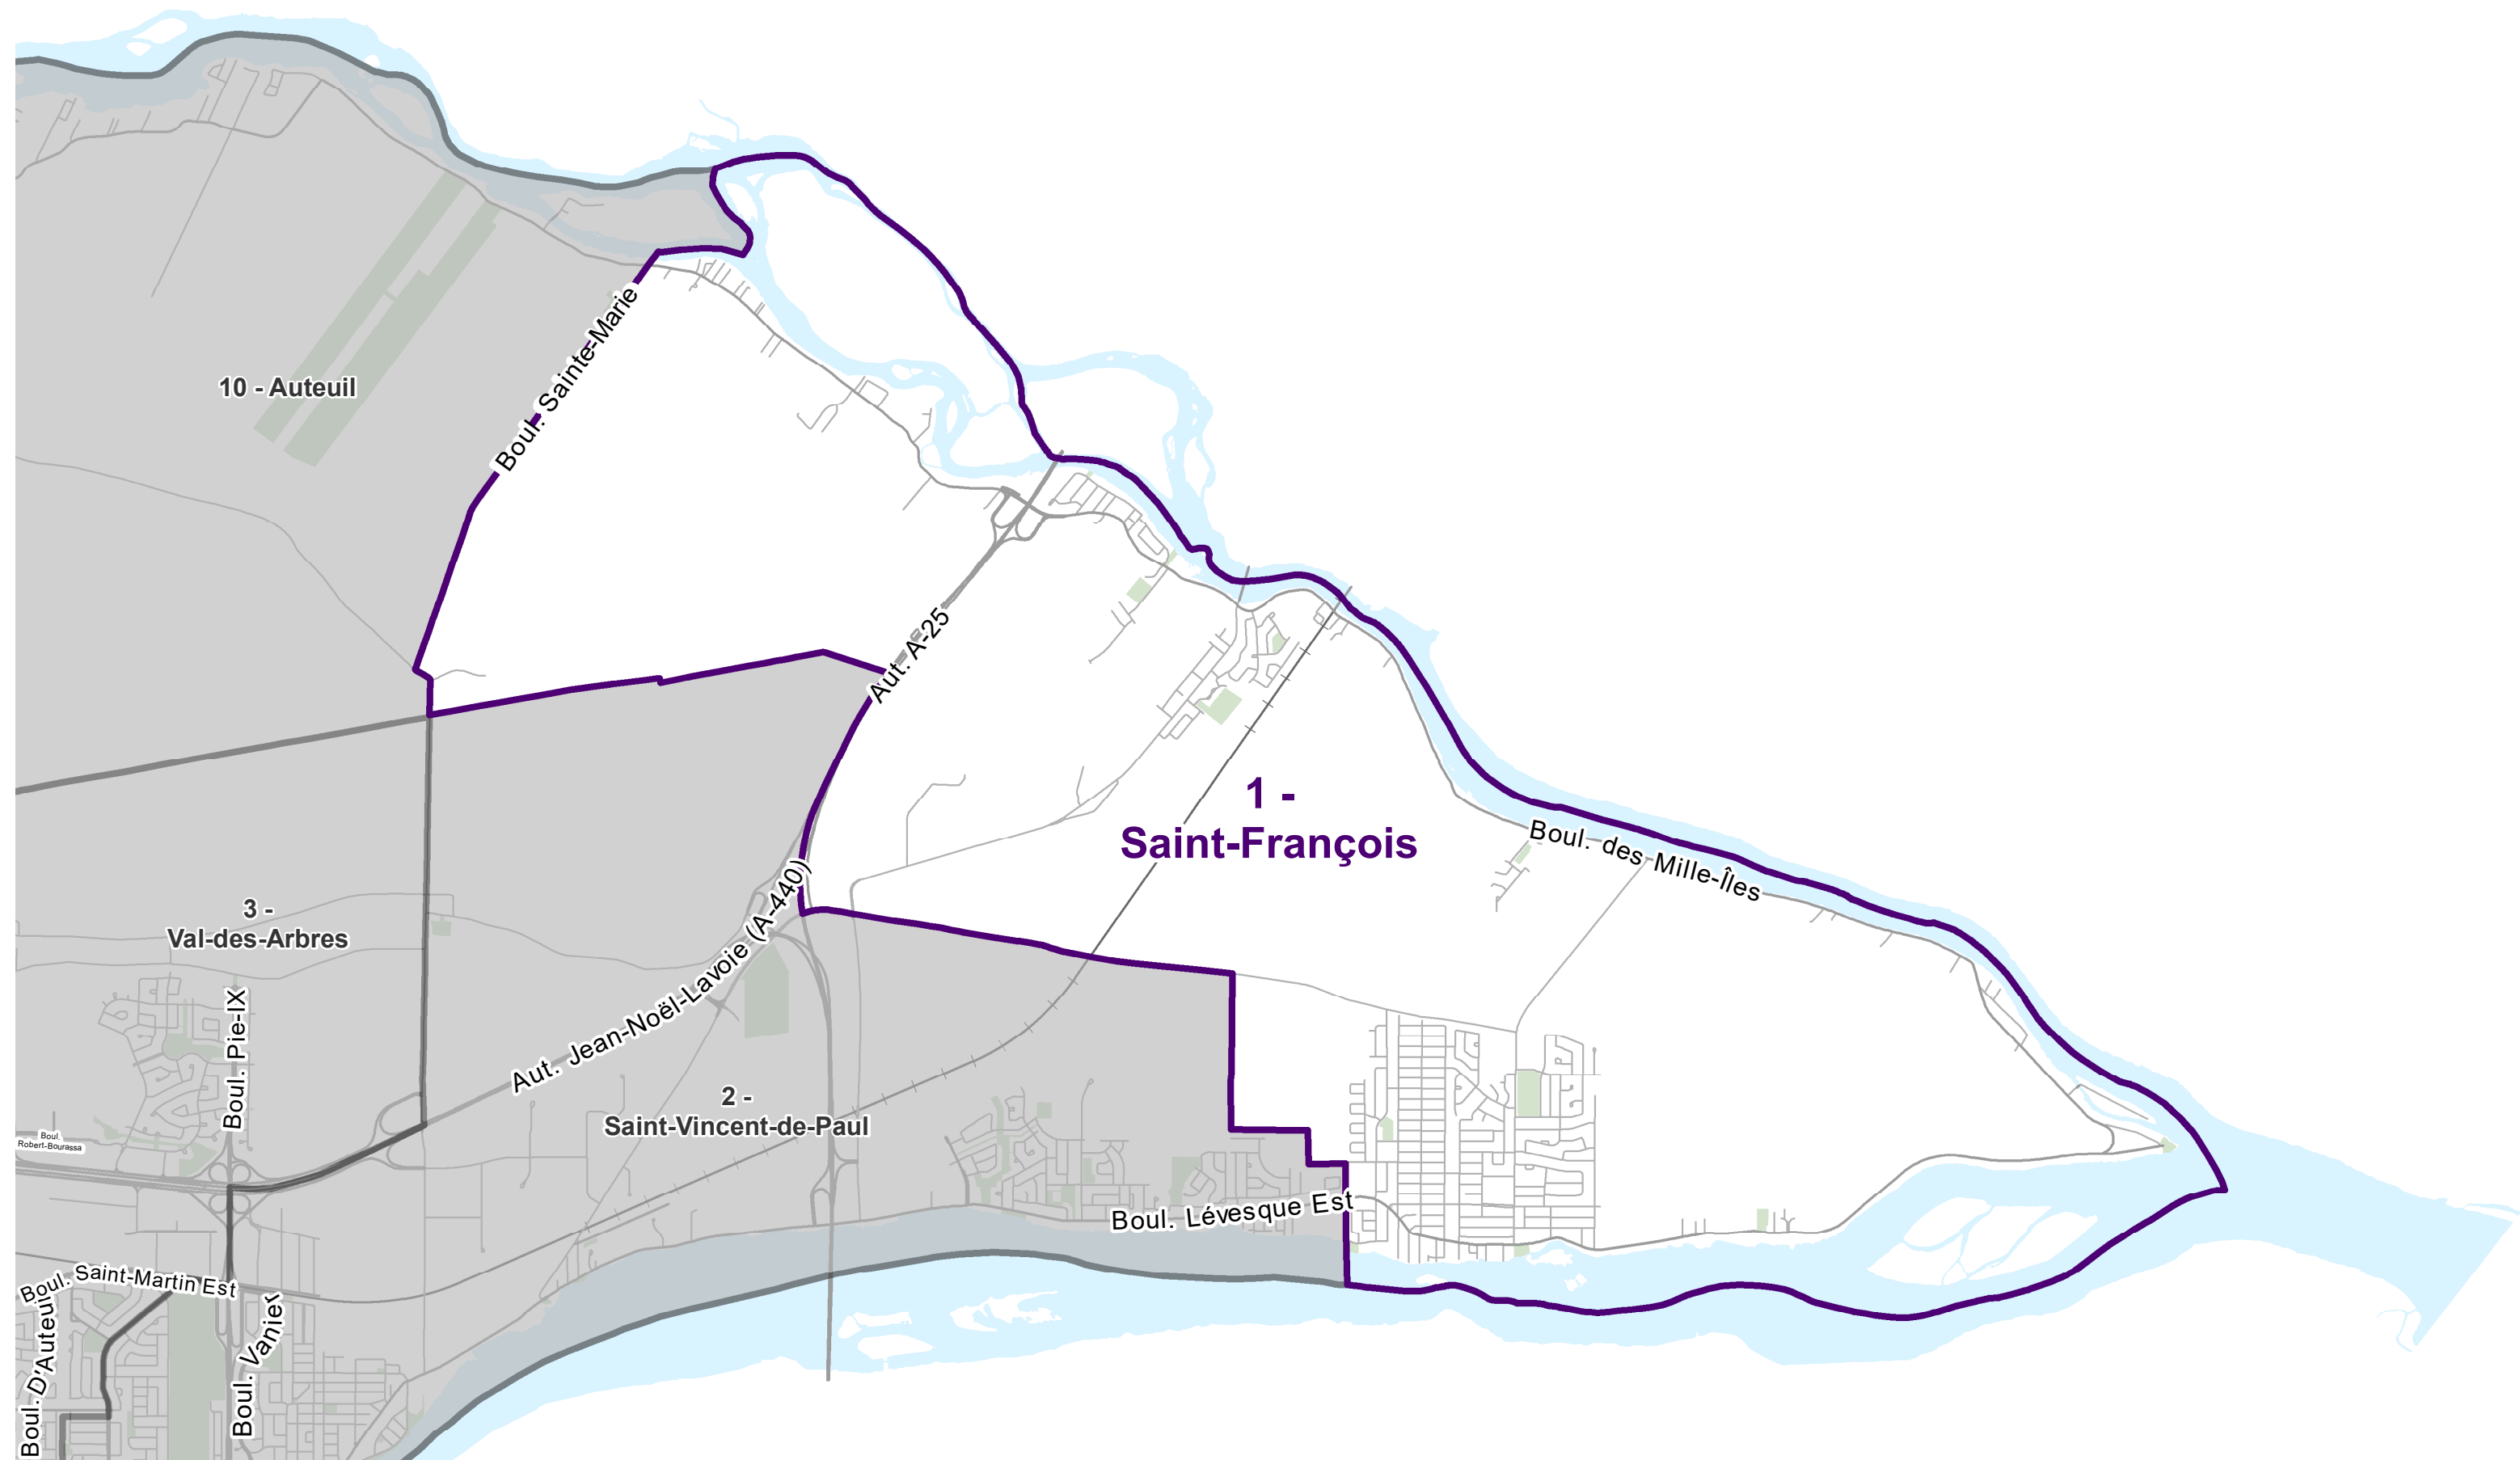 Boul. Sainte-Marie
10 - Auteuil
Aut. A-25
1 -
Saint-François
Boul. des Mille-Îles
3 -
Val-des-Arbres
Aut. Jean-Noël-Lavoie (A-440)
Boul. Pie-IX
2 -
Saint-Vincent-de-Paul
Boul.
Robert-Bourassa
Boul. Lévesque Est
Boul. Saint-Martin Est
Boul. D'Auteuil
Boul. Vanier